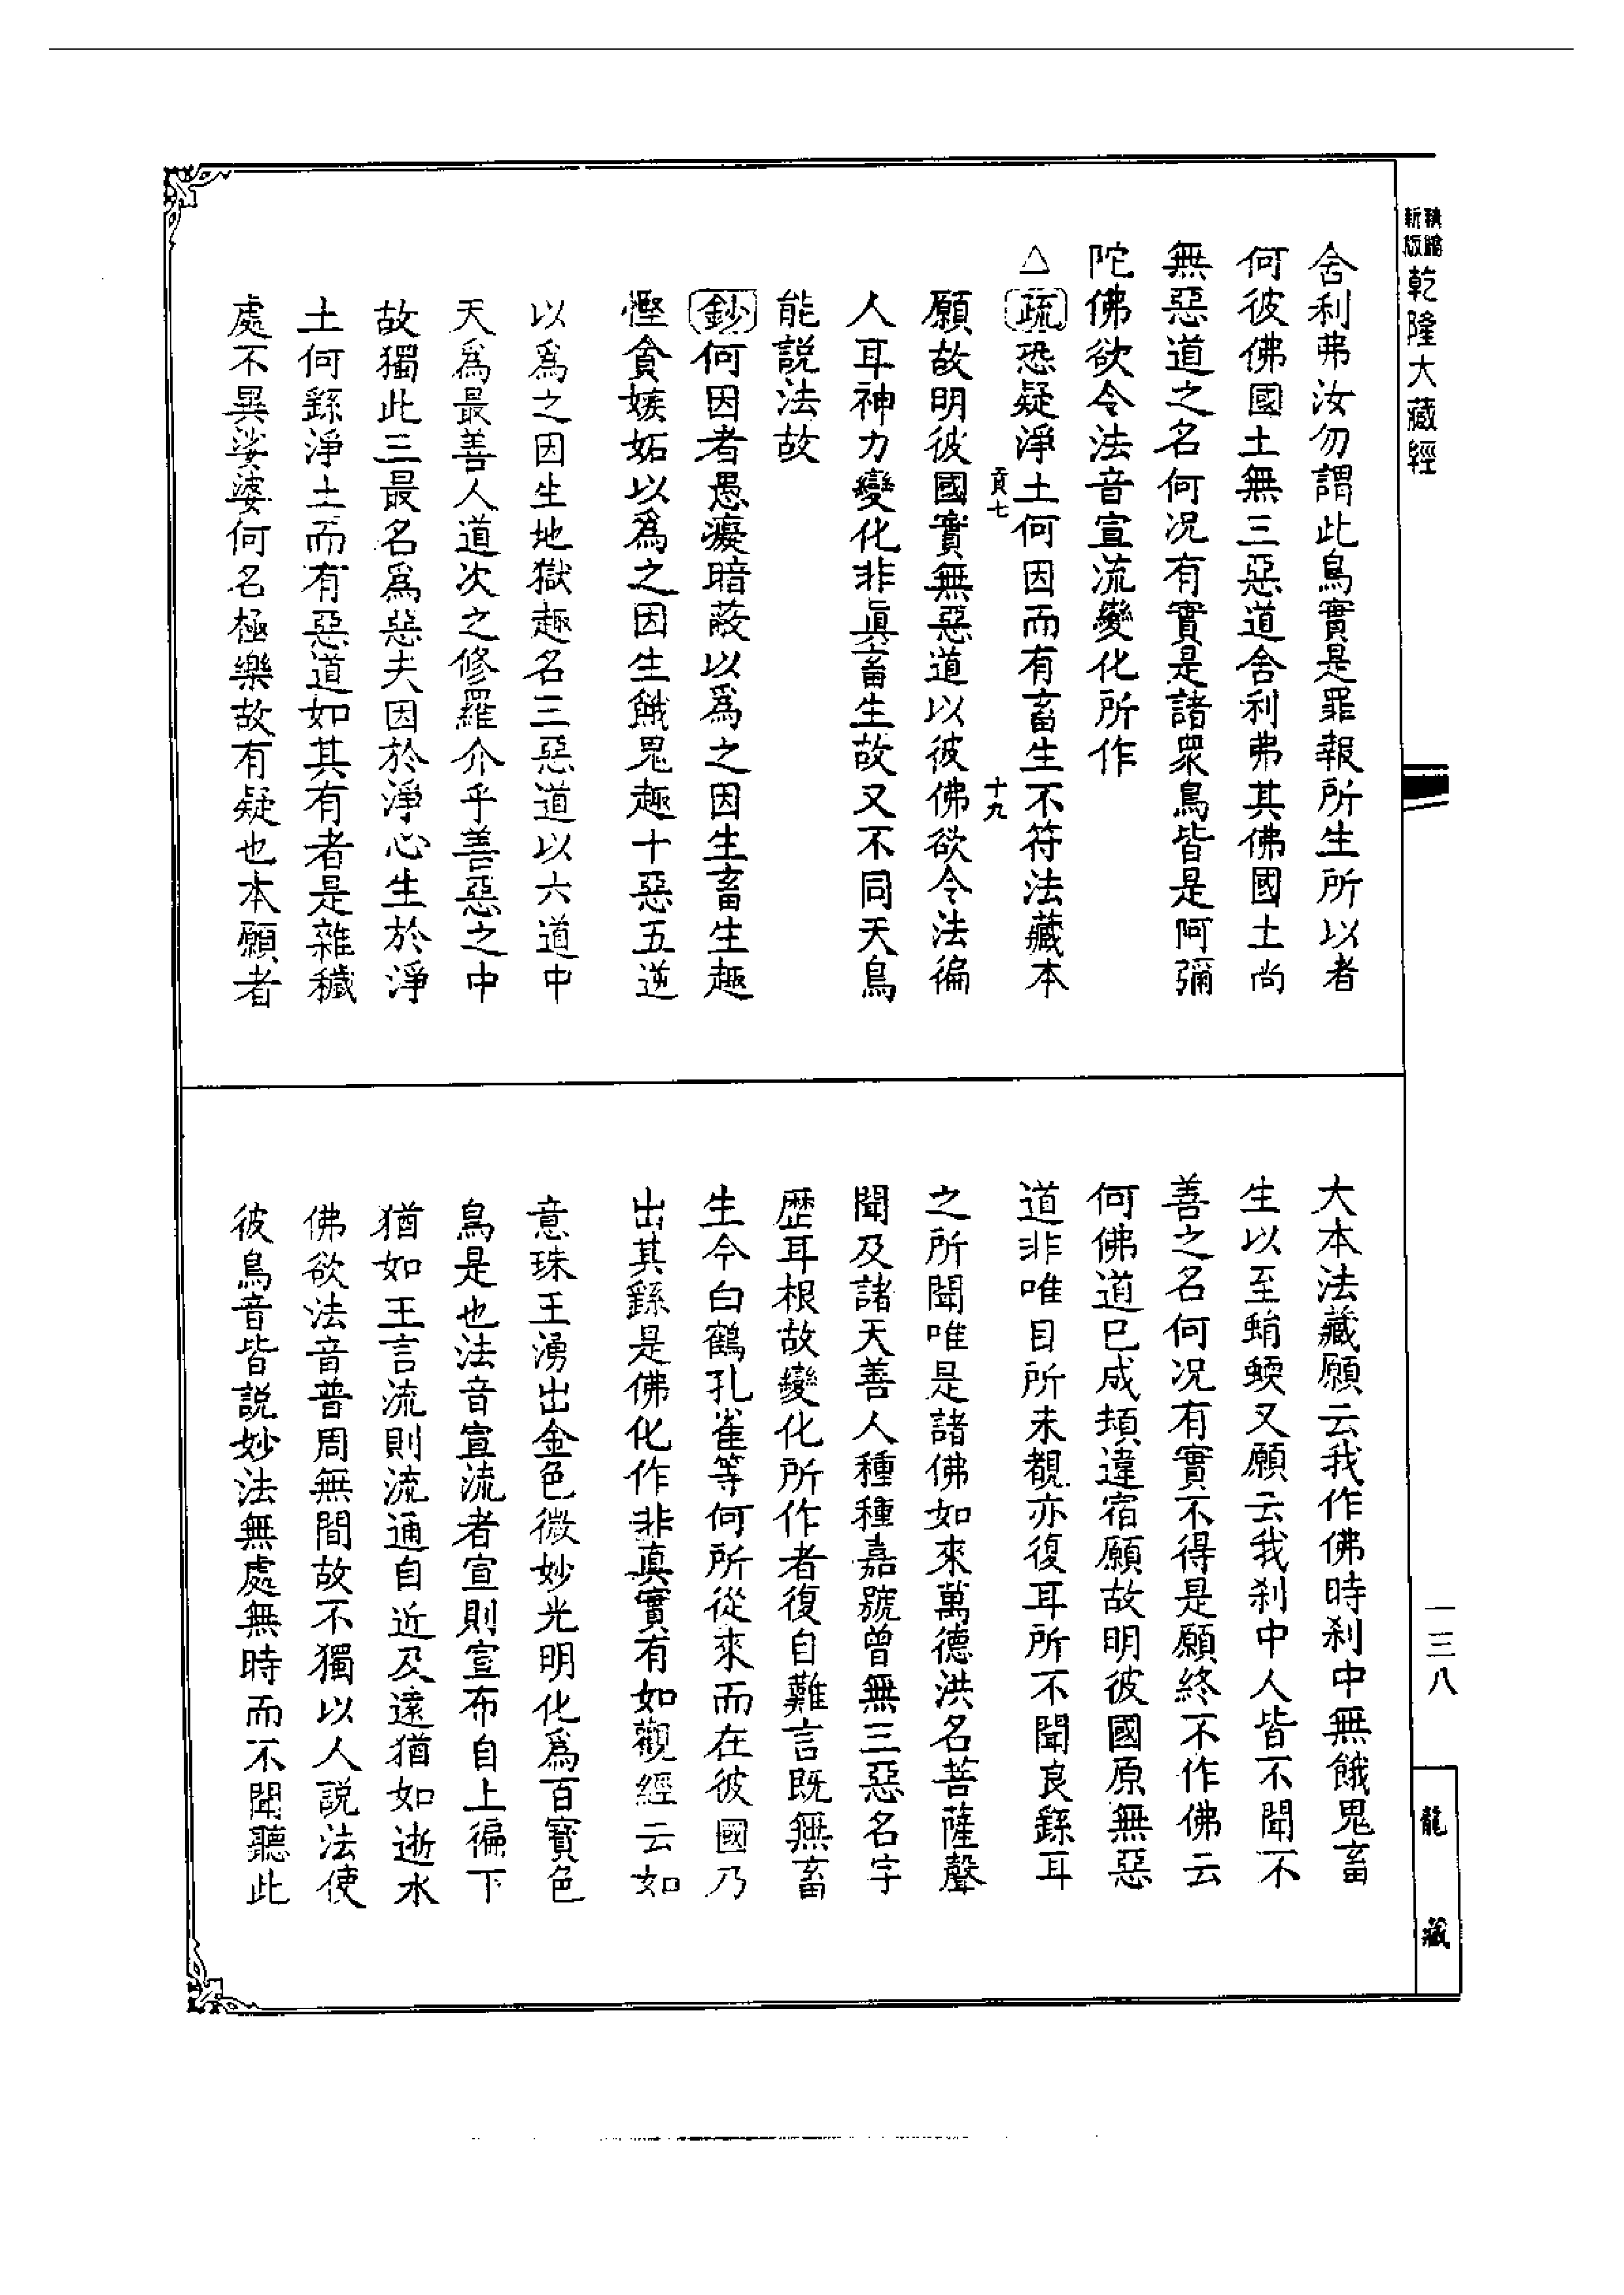 新版
精縮
乾隆大藏經
舍利弗汝勿謂此鳥實是罪報所生所以者
何彼佛國土無三惡道舍利弗其佛國土尚
無惡道之名何况有實是諸衆鳥皆是阿彌
陀佛欲令法音宣流變化所作
△疏恐疑淨土何因而有畜生不符法藏本
貢七 十九
願故明彼國實無惡道以彼佛欲令法徧
人耳神力變化非眞畜生故又不同天鳥
能説法故
鈔何因者愚癡暗蔽以爲之因生畜生趣
慳貪嫉妬以爲之因生餓鬼趣十惡五逆
以爲之因生地獄趣名三惡道以六道中
天爲最善人道次之修羅介乎善惡之中
故獨此三最名爲惡夫因於淨心生於淨
土何繇淨土而有惡道如其有者是雜穢
處不異娑婆何名極樂故有疑也本願者
大本法藏願云我作佛時刹中無餓鬼畜
生以至蜎蝡又願云我刹中人皆不聞不
善之名何况有實不得是願終不作佛云
何佛道已成頓違宿願故明彼國原無惡
道非唯目所未覩亦復耳所不聞良繇耳
之所聞唯是諸佛如來萬德洪名菩薩聲
聞及諸天善人種種嘉號曾無三惡名字
歷耳根故變化所作者復自難言既無畜
生今白鶴孔雀等何所從來而在彼國乃
出其繇是佛化作非真實有如觀經云如
意珠王湧出金色微妙光明化爲百寶色
鳥是也法音宣流者宣則宣布自上徧下
猶如王言流則流通自近及遠猶如逝水
佛欲法音普周無間故不獨以人説法使
彼鳥音皆説妙法無處無時而不聞聽此
一三八
龍藏